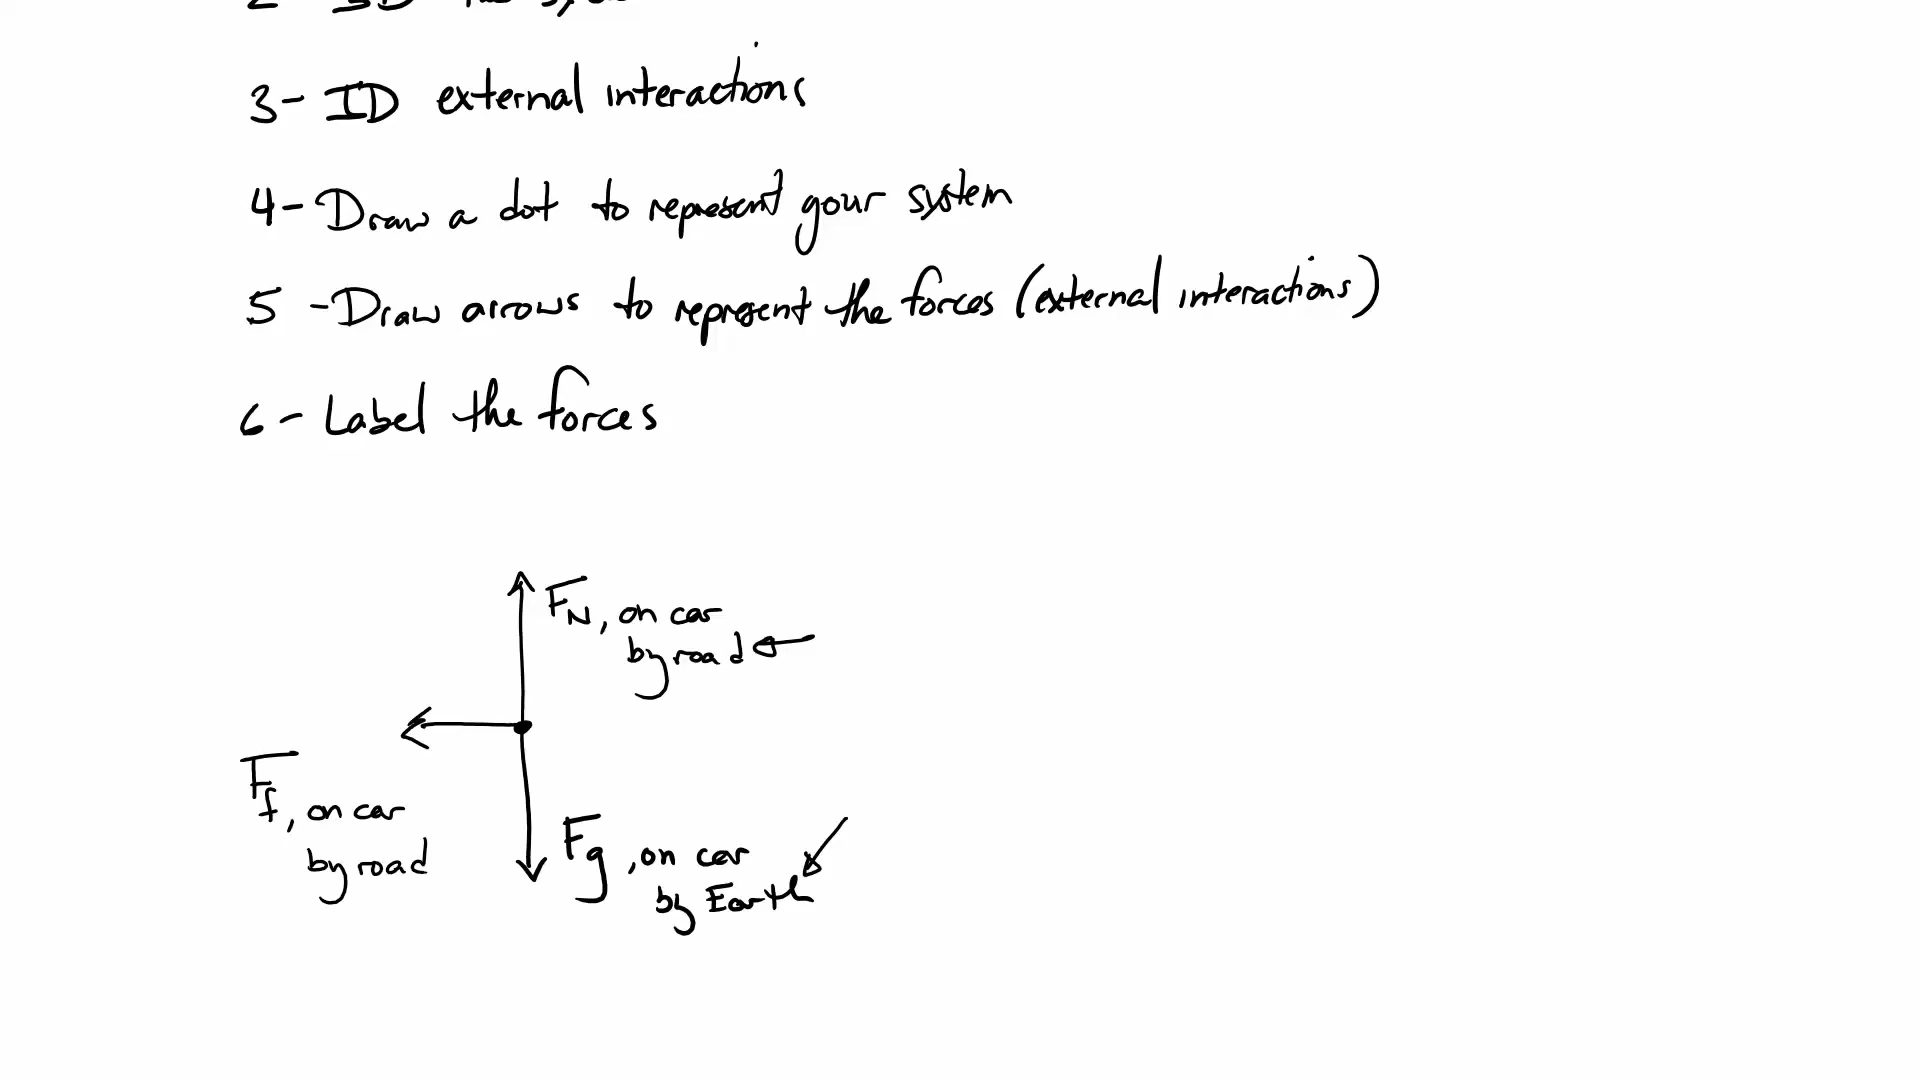 3- ID external interactions
4- Draw a dot to represent your system
5 -Draw arrows to represent the forces (external interactions)
6- Label the forces
FN, on car
by road
Ff, on car
by road
Fg, on car
by Earth